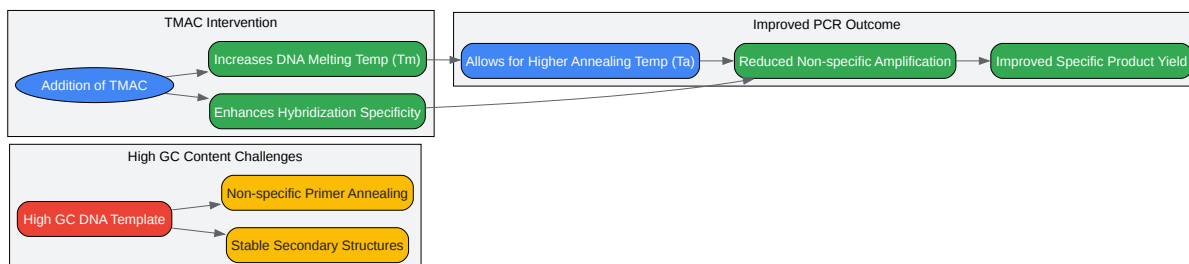 TMAC Intervention
Addition of TMAC
Increases DNA Melting Temp (Tm)
Enhances Hybridization Specificity
Improved PCR Outcome
Allows for Higher Annealing Temp (Ta)
Reduced Non-specific Amplification
Improved Specific Product Yield
High GC Content Challenges
High GC DNA Template
Non-specific Primer Annealing
Stable Secondary Structures